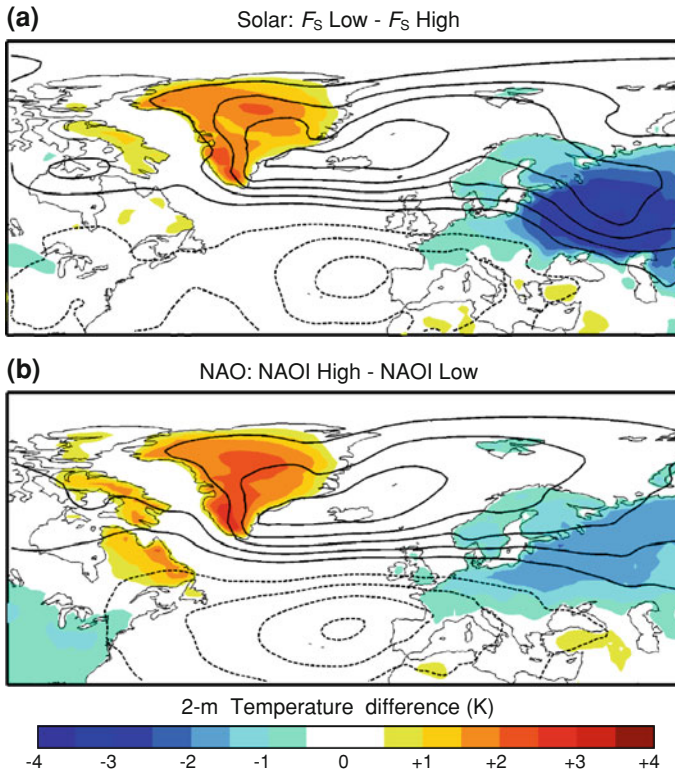 (a)
Solar: FS Low - FS High
(b)
NAO: NAOI High - NAOI Low
2-m Temperature difference (K)
-4 -3 -2 -1 0 +1 +2 +3 +4